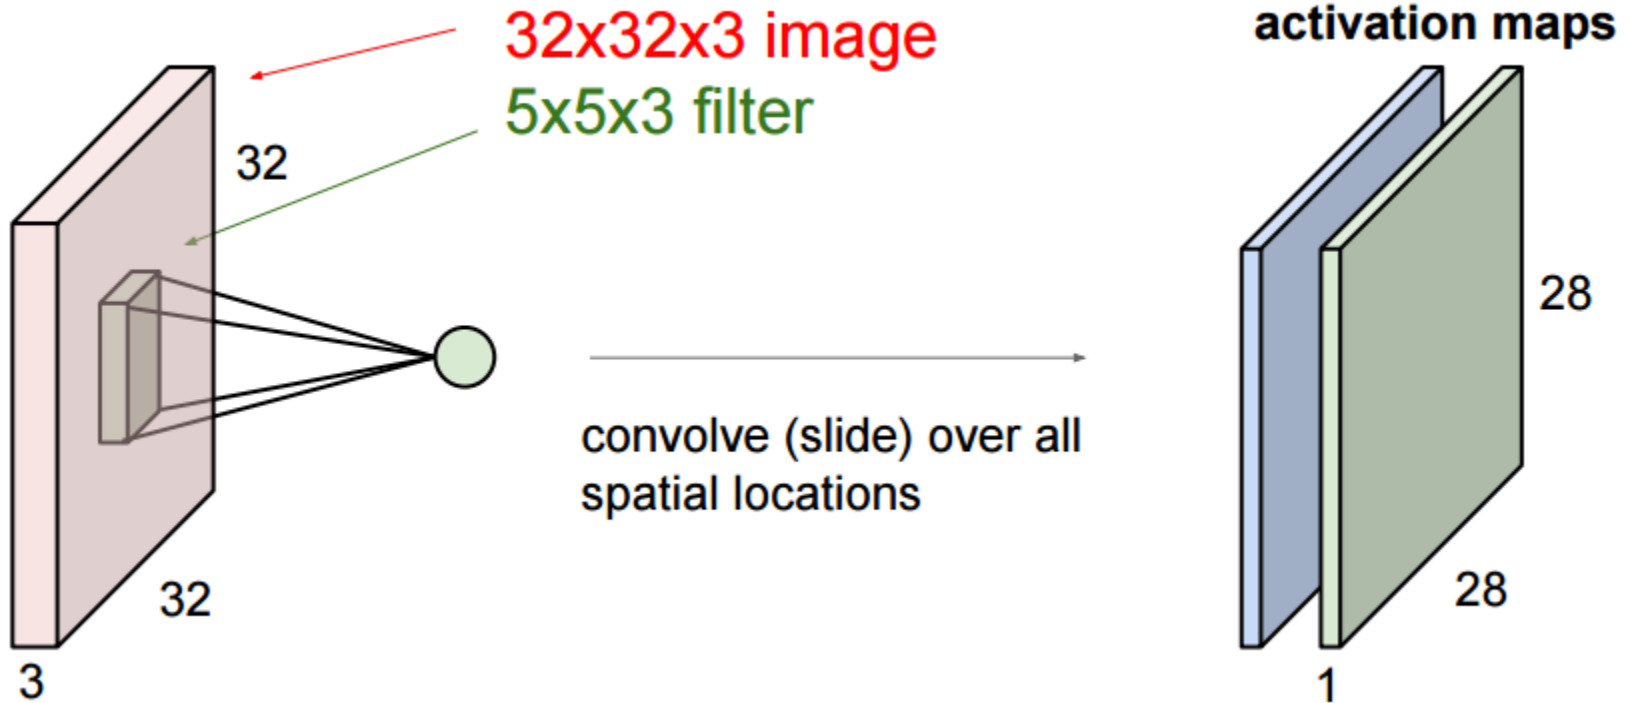 32x32x3 image
5x5x3 filter
activation maps
32
28
convolve (slide) over all
spatial locations
32
28
3
1